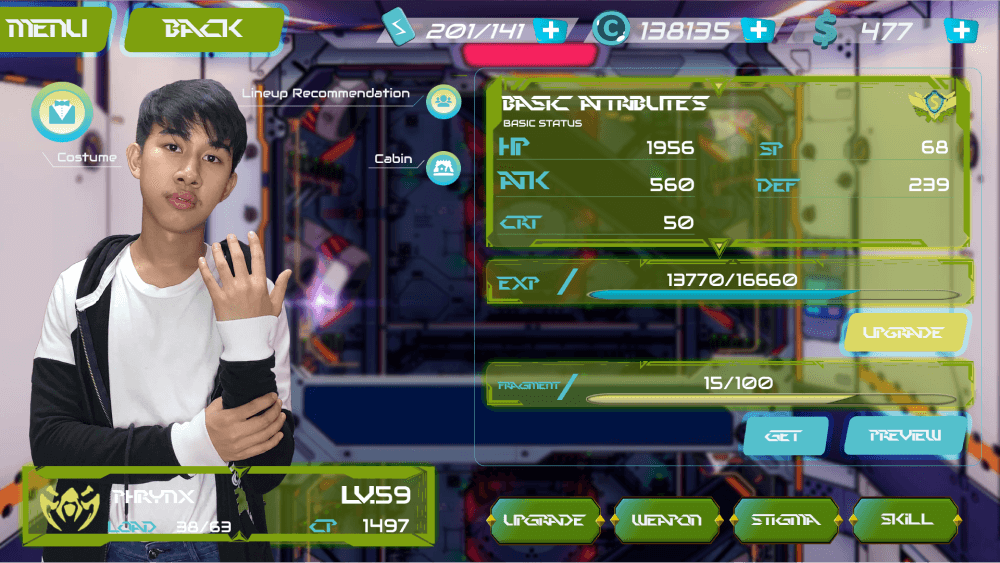 MENU
BACK
S 201/141 +
C 138135 +
$ 477 +
Lineup Recommendation
Costume
Cabin
BASIC ATTRIBUTES
BASIC STATUS
HP 1956 SP 68
ATK 560 DEF 239
CRT 50
EXP / 13770/16660
UPGRADE
FRAGMENT / 15/100
GET
PREVIEW
PHRYNX LV.59
LOAD 38/63 CP 1497
UPGRADE
WEAPON
STIGMA
SKILL